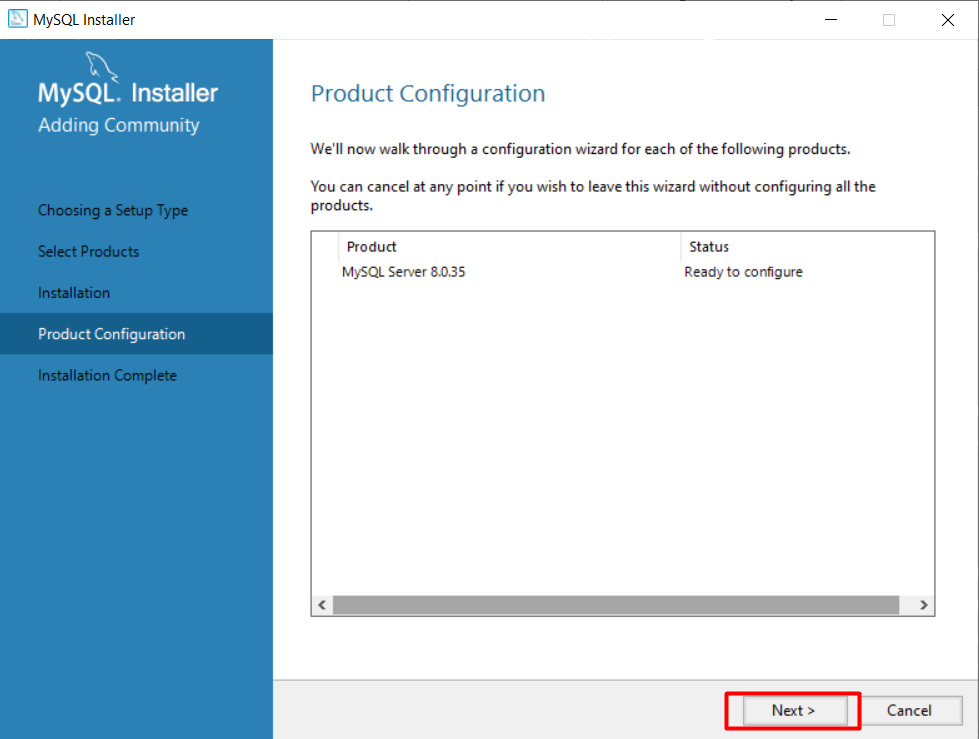 MySQL Installer
MySQL. Installer
Adding Community
Choosing a Setup Type
Select Products
Installation
Product Configuration
Installation Complete
Product Configuration
We'll now walk through a configuration wizard for each of the following products.
You can cancel at any point if you wish to leave this wizard without configuring all the
products.
Product Status
MySQL Server 8.0.35 Ready to configure
Next > Cancel